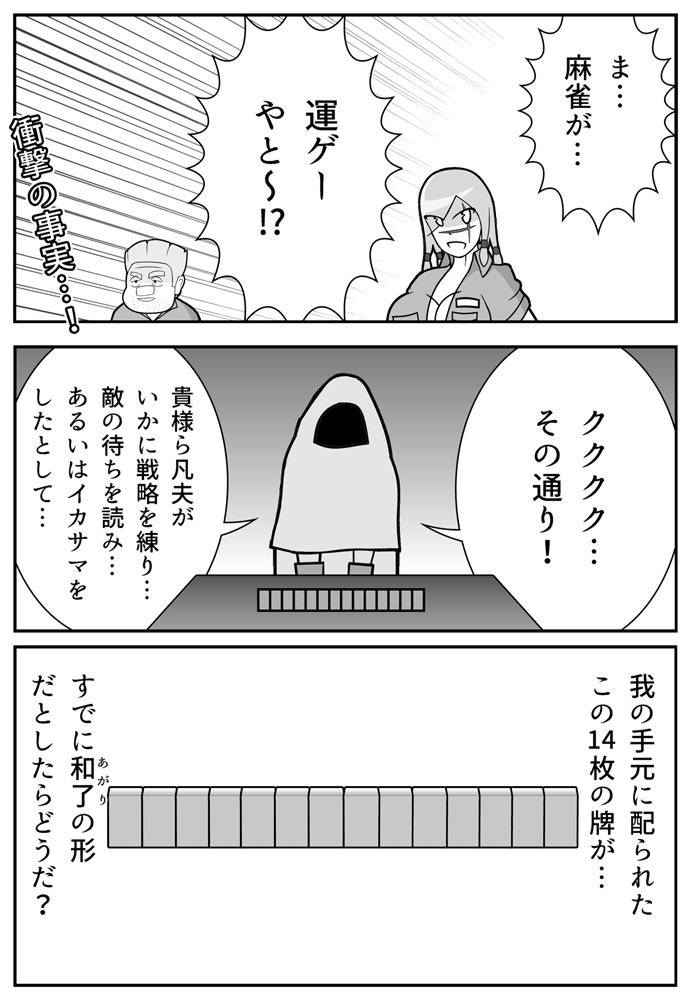 ま…
麻雀が…
運ゲー
やと～!?
衝撃の事実…!
クククク…
その通り!
貴様ら凡夫が
いかに戦略を練り…
敵の待ちを読み…
あるいはイカサマを
したとして…
我の手元に配られた
この14枚の牌が…
すでに和了の形
あがり
だとしたらどうだ?